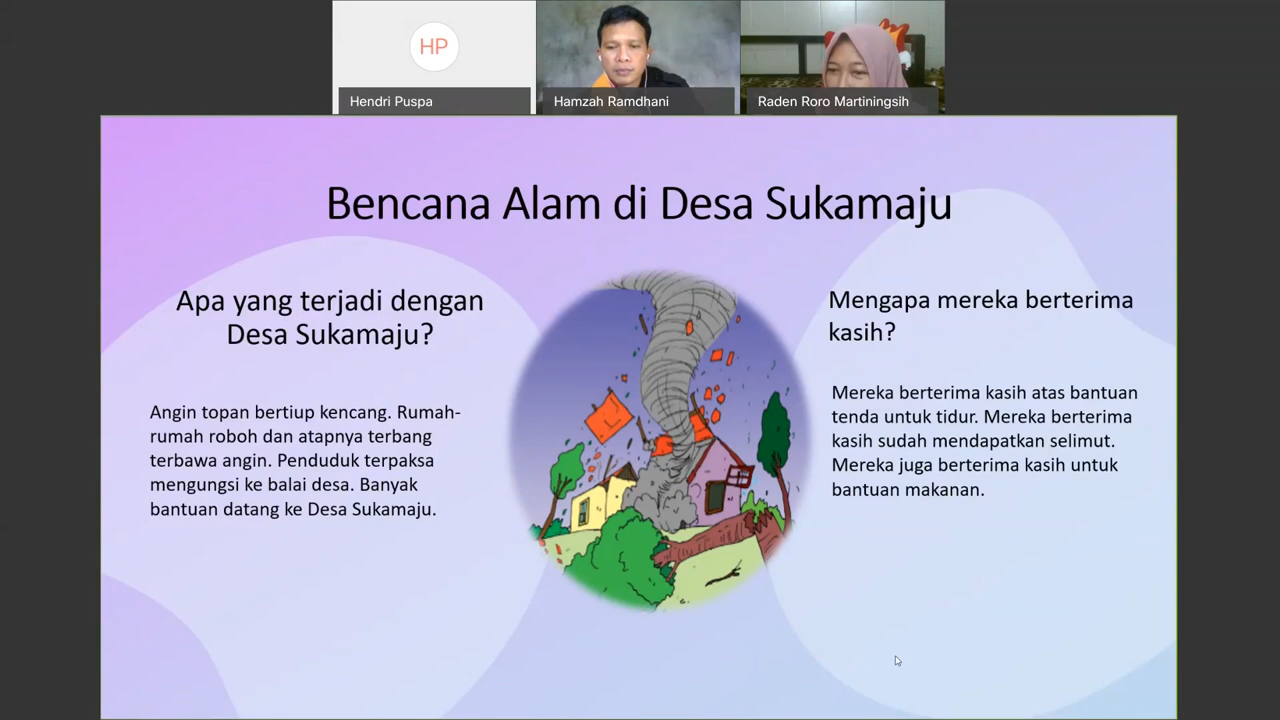 HP
Hendri Puspa
Hamzah Ramdhani
Raden Roro Martiningsih
Bencana Alam di Desa Sukamaju
Apa yang terjadi dengan
Desa Sukamaju?
Angin topan bertiup kencang. Rumah-
rumah roboh dan atapnya terbang
terbawa angin. Penduduk terpaksa
mengungsi ke balai desa. Banyak
bantuan datang ke Desa Sukamaju.
Mengapa mereka berterima
kasih?
Mereka berterima kasih atas bantuan
tenda untuk tidur. Mereka berterima
kasih sudah mendapatkan selimut.
Mereka juga berterima kasih untuk
bantuan makanan.